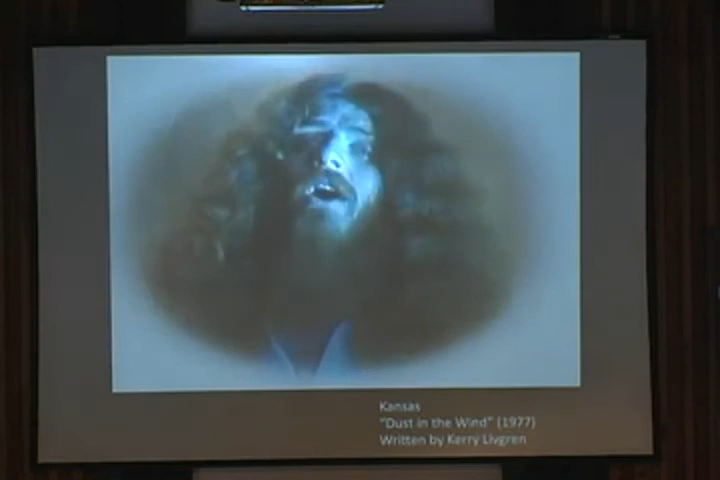 Kansas
"Dust in the Wind" (1977)
Written by Kerry Livgren